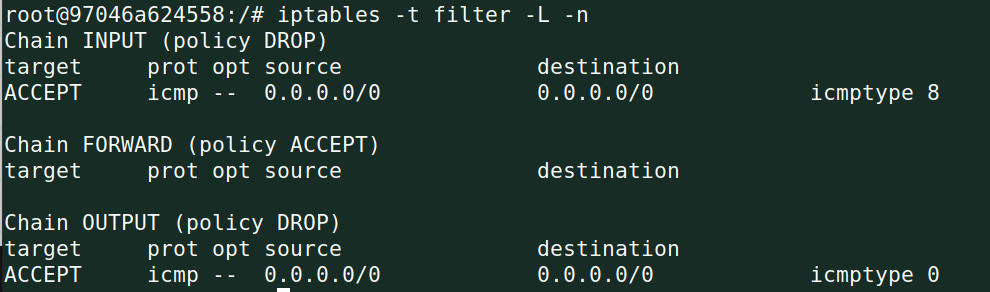 root@97046a624558:/# iptables -t filter -L -n
Chain INPUT (policy DROP)
target     prot opt source               destination
ACCEPT     icmp --  0.0.0.0/0            0.0.0.0/0            icmptype 8

Chain FORWARD (policy ACCEPT)
target     prot opt source               destination

Chain OUTPUT (policy DROP)
target     prot opt source               destination
ACCEPT     icmp --  0.0.0.0/0            0.0.0.0/0            icmptype 0